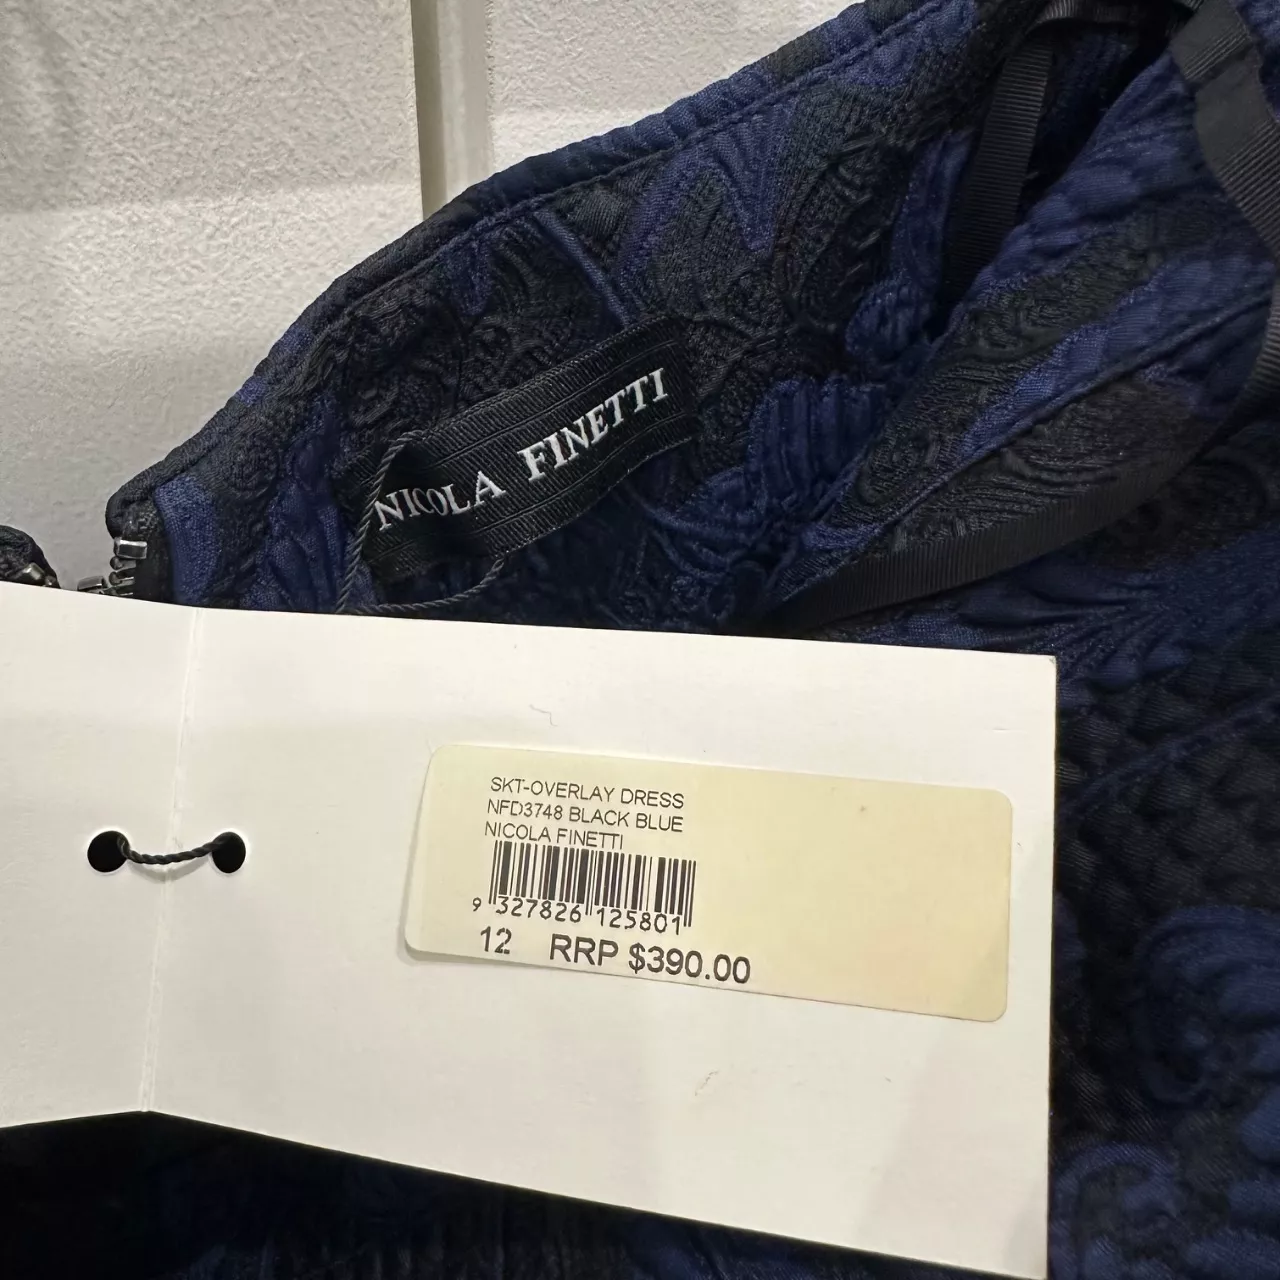 NICOLA FINETTI
SKT-OVERLAY DRESS
NFD3748 BLACK BLUE
NICOLA FINETTI
9 327826 125801
12 RRP $390.00